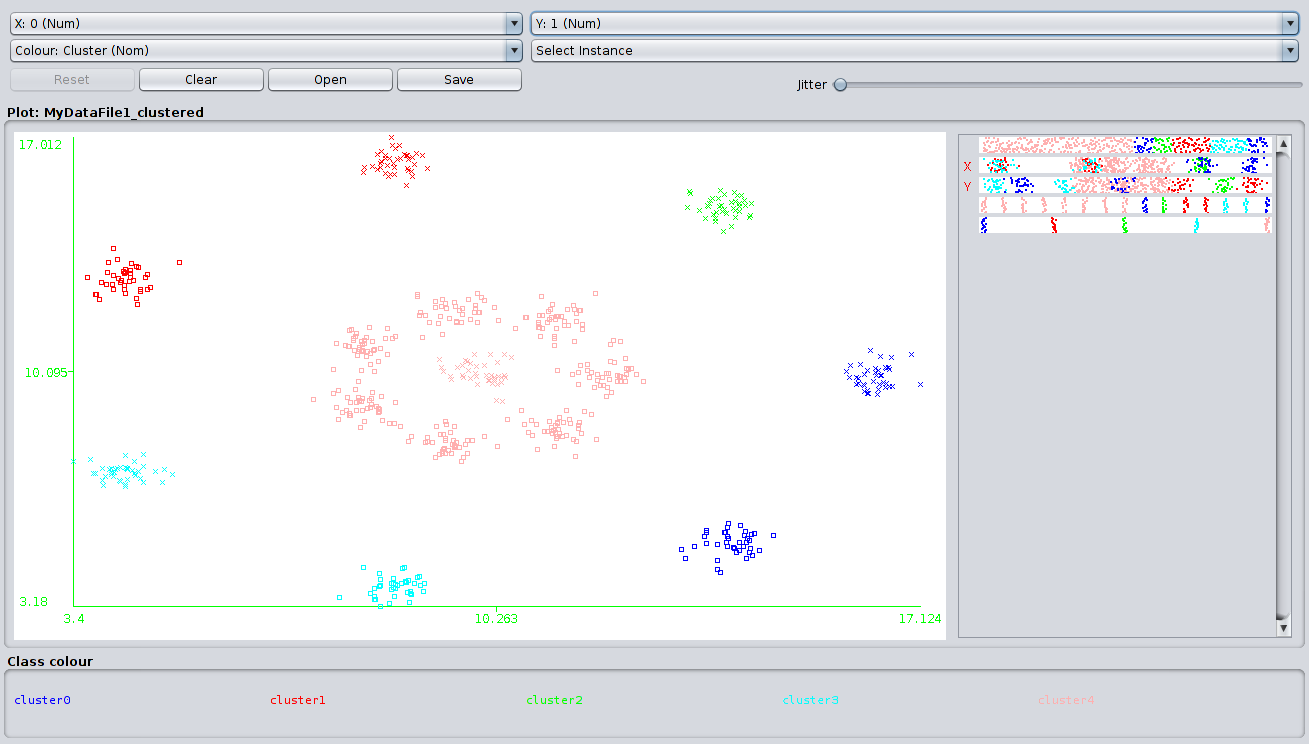 X: 0 (Num)
Y: 1 (Num)
Colour: Cluster (Nom)
Select Instance
Reset
Clear
Open
Save
Jitter
Plot: MyDataFile1_clustered
17.012
10.095
3.18
3.4
10.263
17.124
X
Y
Class colour
cluster0
cluster1
cluster2
cluster3
cluster4